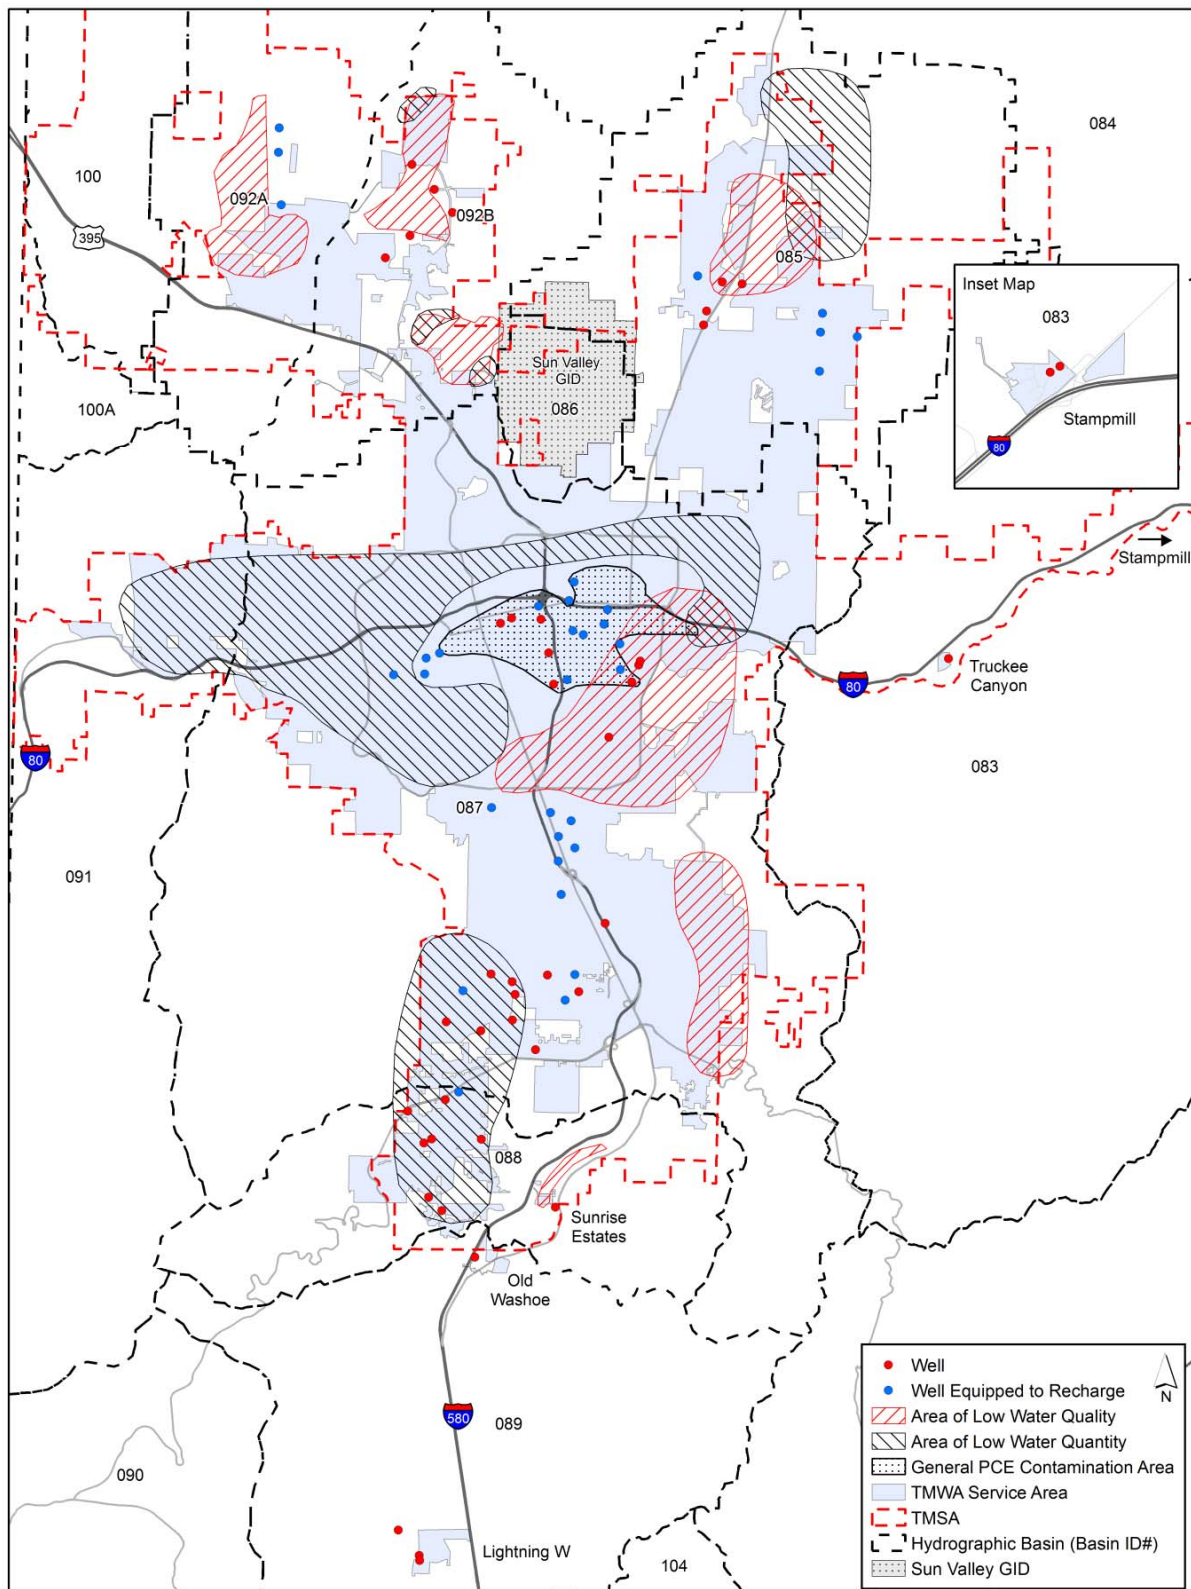 084
100
092A
092B
395
085
Inset Map
083
Stampmill
80
Sun Valley
GID
086
100A
Stampmill
Truckee
Canyon
80
80
083
087
091
088
Sunrise
Estates
Old
Washoe
580
089
090
Lightning W
104
Well
Well Equipped to Recharge
N
Area of Low Water Quality
Area of Low Water Quantity
General PCE Contamination Area
TMWA Service Area
TMSA
Hydrographic Basin (Basin ID#)
Sun Valley GID